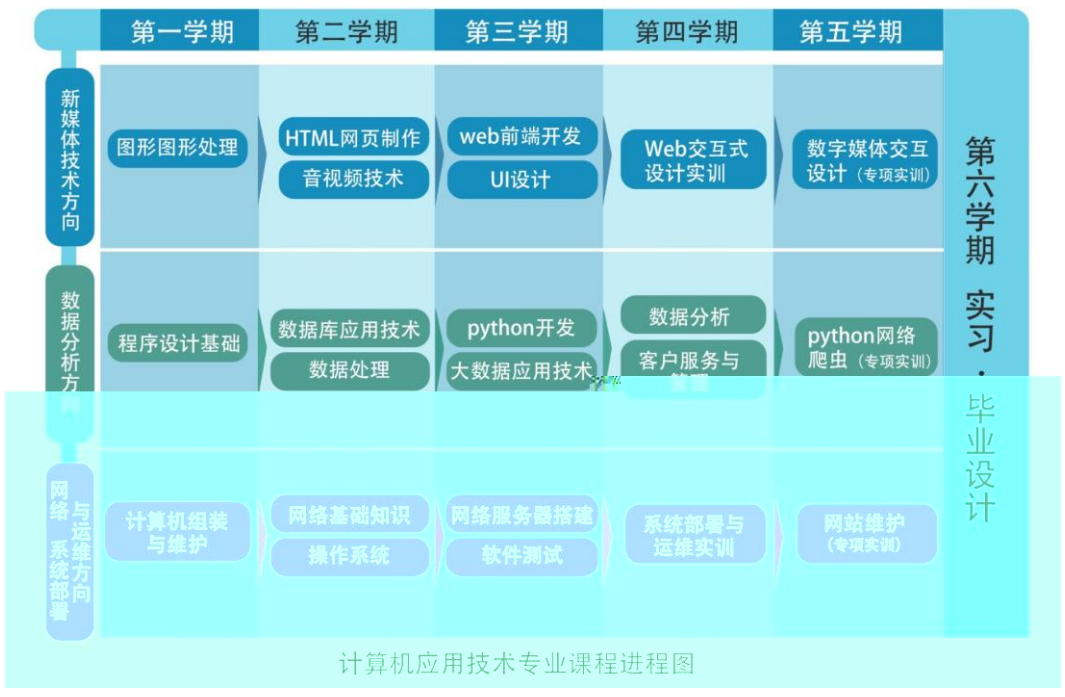 第一学期 第二学期 第三学期 第四学期 第五学期
新媒体技术方向
图形图形处理
HTML网页制作
音视频技术
web前端开发
UI设计
Web交互式
设计实训
数字媒体交互
设计（专项实训）
数据分析方向
程序设计基础
数据库应用技术
数据处理
python开发
大数据应用技术
数据分析
客户服务与
管理
python网络
爬虫（专项实训）
网络 系统部署
与运维方向
计算机组装
与维护
网络基础知识
操作系统
网络服务器搭建
软件测试
系统部署与
运维实训
网站维护
(专项实训)
第六学期 实习·毕业设计
计算机应用技术专业课程进程图